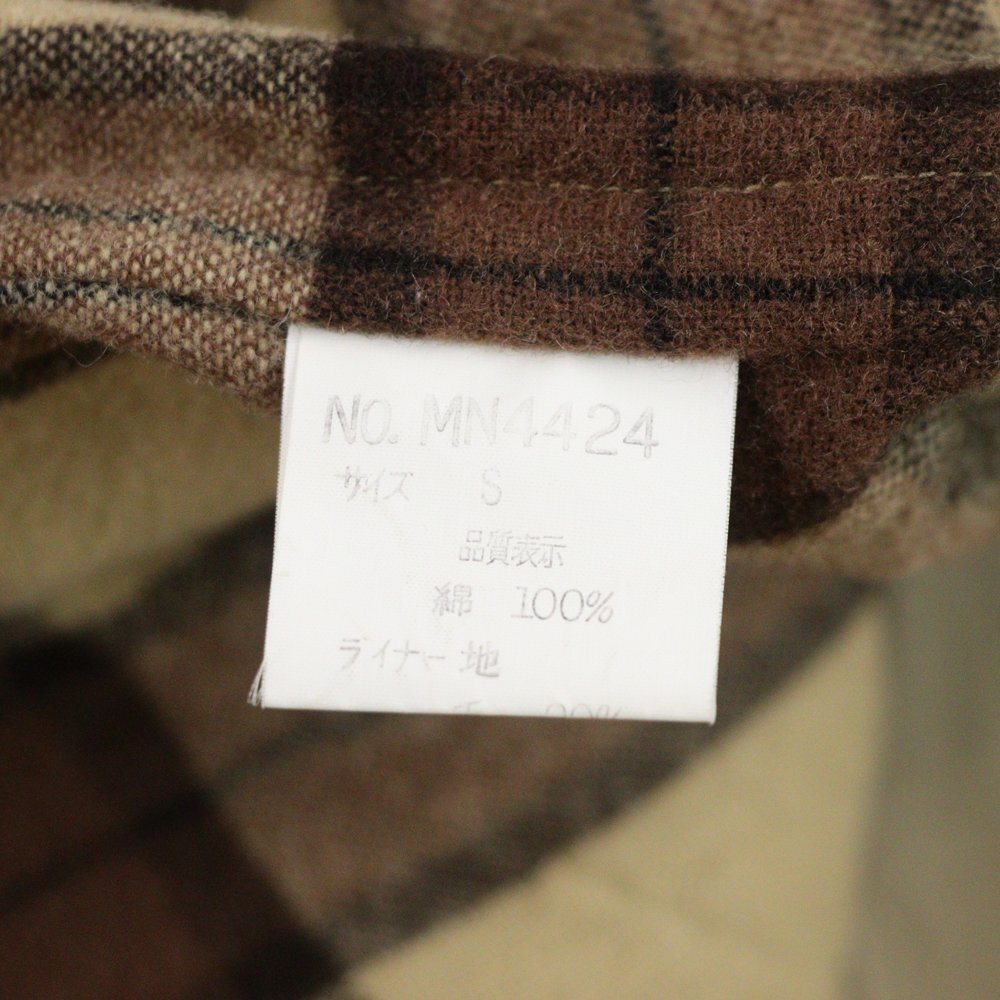 NO. MN4424
サイズ S
品質表示
綿 100%
ライナー地